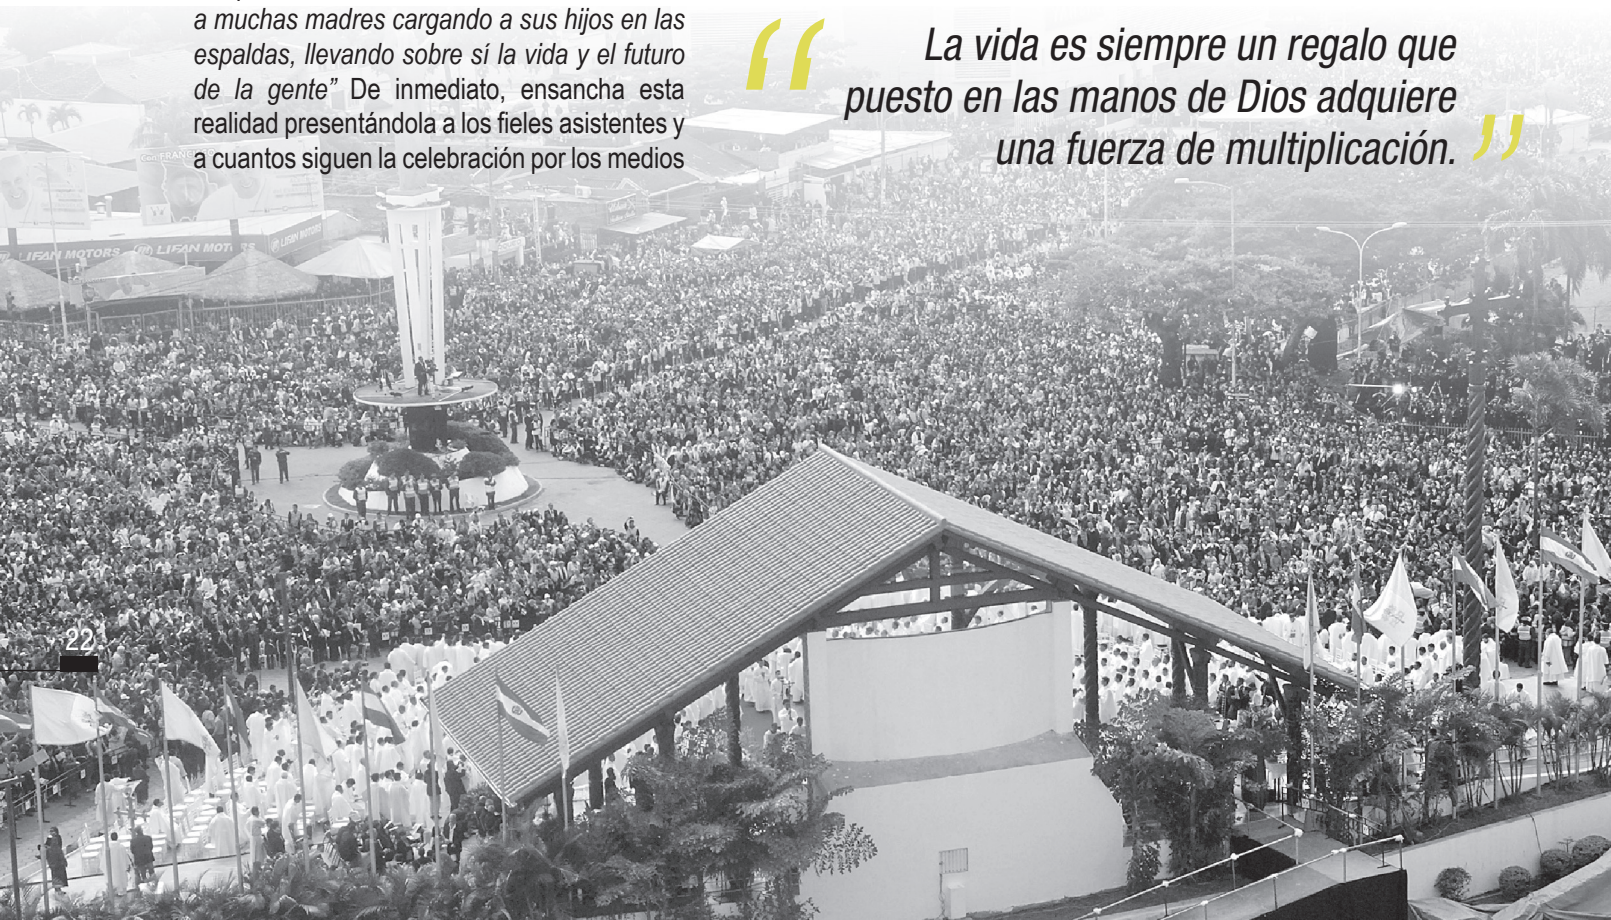 a muchas madres cargando a sus hijos en las
espaldas, llevando sobre sí la vida y el futuro
de la gente” De inmediato, ensancha esta
realidad presentándola a los fieles asistentes y
a cuantos siguen la celebración por los medios
“ La vida es siempre un regalo que
puesto en las manos de Dios adquiere
una fuerza de multiplicación. ”
LIFAN MOTORS LIFAN MOTORS
22